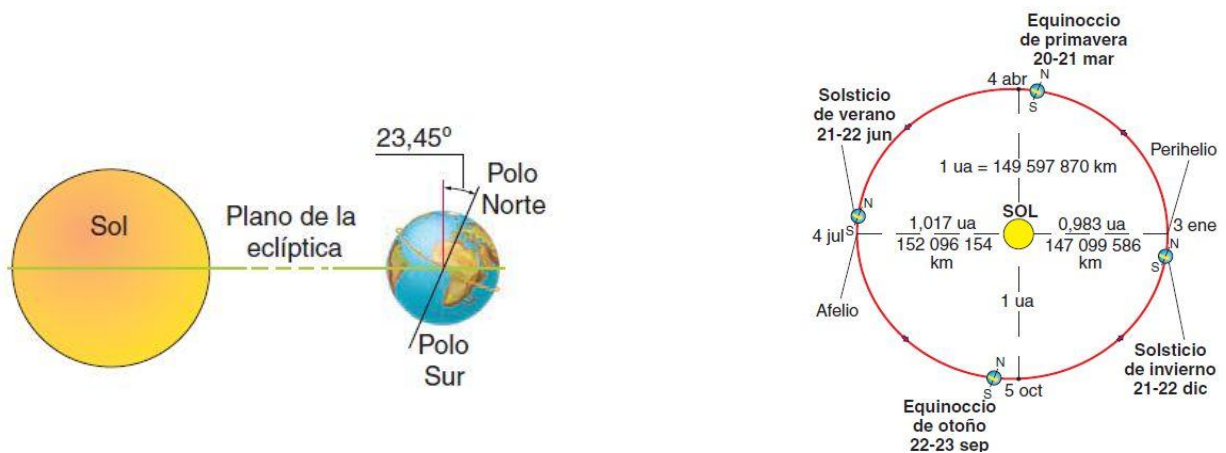 23,45º
Polo
Norte
Sol
Plano de la
eclíptica
Polo
Sur
Equinoccio
de primavera
20-21 mar
N
4 abr
S
Solsticio
de verano
21-22 jun
Perihelio
1 ua = 149 597 870 km
N
SOL
1,017 ua
0,983 ua
3 ene
4 jul
S
152 096 154
km
147 099 586
km
N
S
Afelio
1 ua
Solsticio
de invierno
21-22 dic
N
S
5 oct
Equinoccio
de otoño
22-23 sep